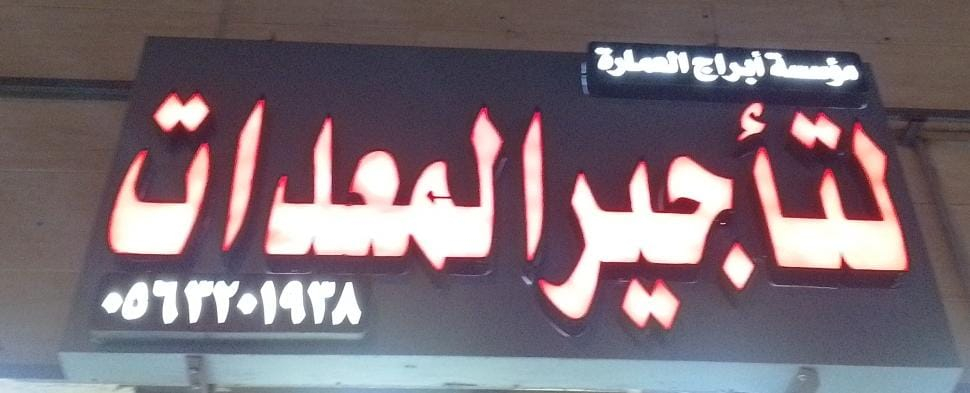 مؤسسة أبراج العمارة
لتأجير المعدات
٠٥٦٣٢٠١٩٣٨